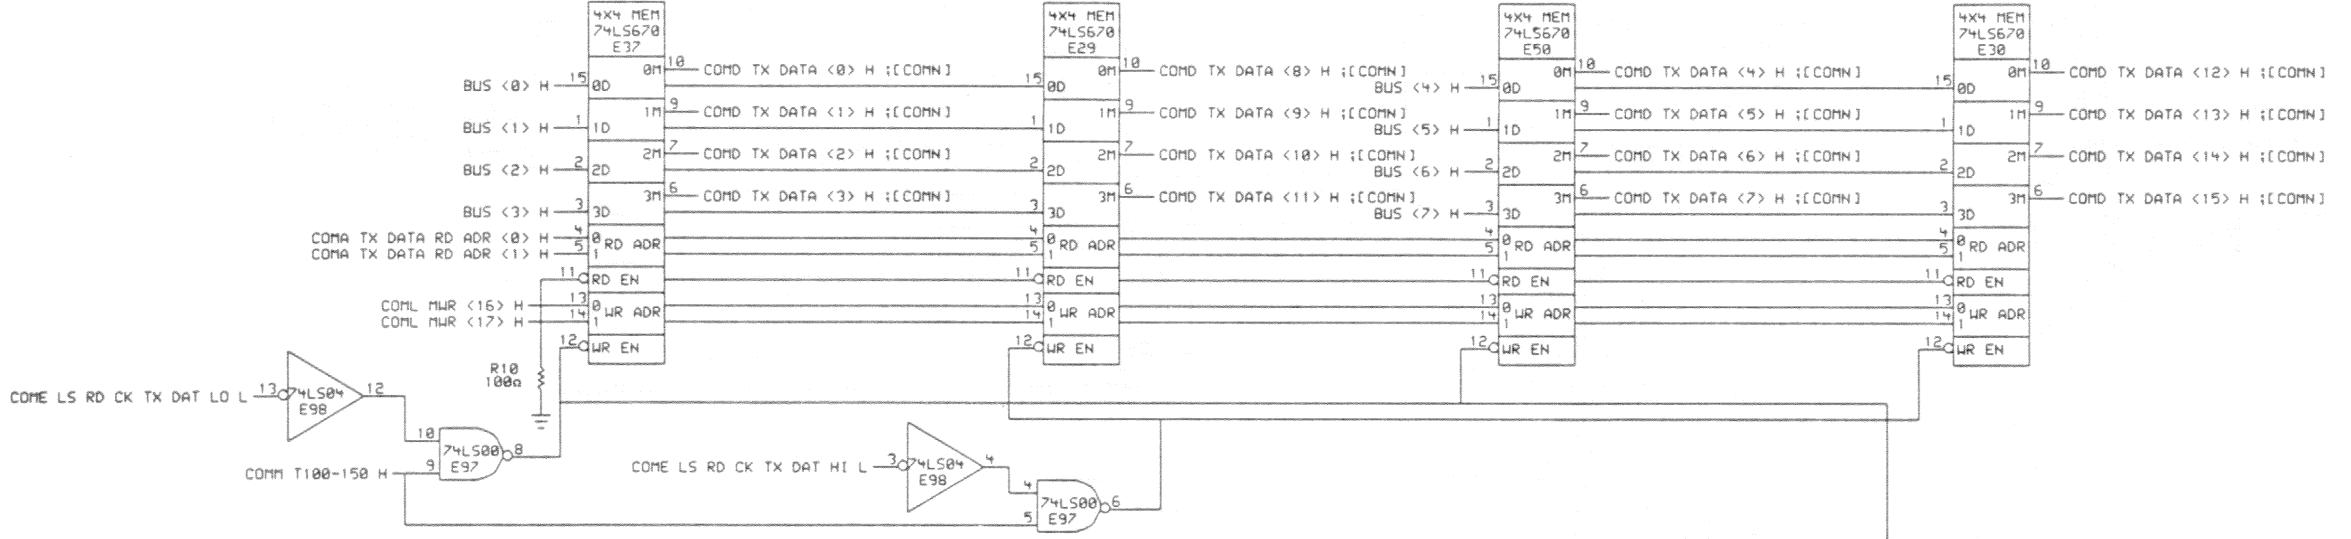 4X4 MEM
74LS670
E37
4X4 MEM
74LS670
E29
4X4 MEM
74LS670
E50
4X4 MEM
74LS670
E30
BUS <0> H 15 0D 0M 10 COMD TX DATA <0> H ;[COMN]
BUS <1> H 1 1D 1M 9 COMD TX DATA <1> H ;[COMN]
BUS <2> H 2 2D 2M 7 COMD TX DATA <2> H ;[COMN]
BUS <3> H 3 3D 3M 6 COMD TX DATA <3> H ;[COMN]
COMA TX DATA RD ADR <0> H 4 0 RD ADR
COMA TX DATA RD ADR <1> H 5 1
11 RD EN
COML MWR <16> H 13 0 WR ADR
COML MWR <17> H 14 1
12 WR EN
15 0D 0M 10 COMD TX DATA <8> H ;[COMN]
1 1D 1M 9 COMD TX DATA <9> H ;[COMN]
2 2D 2M 7 COMD TX DATA <10> H ;[COMN]
3 3D 3M 6 COMD TX DATA <11> H ;[COMN]
4 0 RD ADR
5 1
11 RD EN
13 0 WR ADR
14 1
12 WR EN
BUS <4> H 15 0D 0M 10 COMD TX DATA <4> H ;[COMN]
BUS <5> H 1 1D 1M 9 COMD TX DATA <5> H ;[COMN]
BUS <6> H 2 2D 2M 7 COMD TX DATA <6> H ;[COMN]
BUS <7> H 3 3D 3M 6 COMD TX DATA <7> H ;[COMN]
4 0 RD ADR
5 1
11 RD EN
13 0 WR ADR
14 1
12 WR EN
15 0D 0M 10 COMD TX DATA <12> H ;[COMN]
1 1D 1M 9 COMD TX DATA <13> H ;[COMN]
2 2D 2M 7 COMD TX DATA <14> H ;[COMN]
3 3D 3M 6 COMD TX DATA <15> H ;[COMN]
4 0 RD ADR
5 1
11 RD EN
13 0 WR ADR
14 1
12 WR EN
R10
100Ω
COME LS RD CK TX DAT LO L 13 74LS04 12
E98
10 74LS00 8
COMM T100-150 H 9 E97
COME LS RD CK TX DAT HI L 3 74LS04 4
E98
4 74LS00 6
5 E97